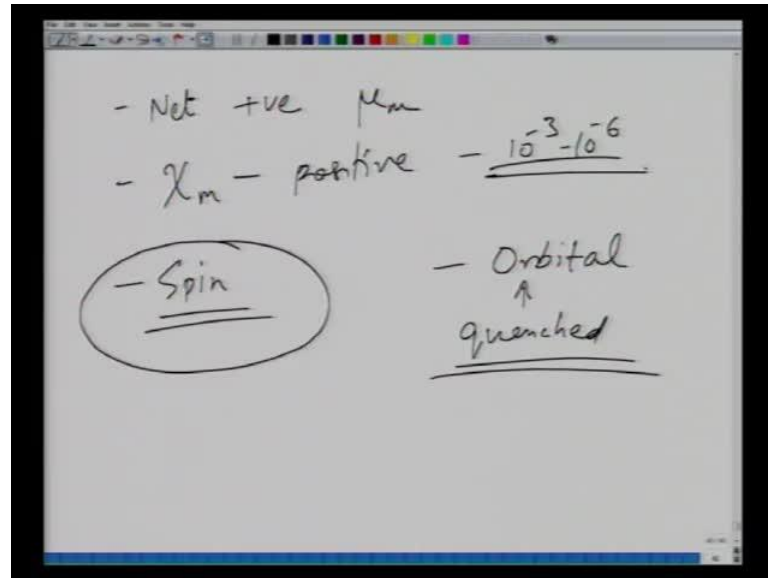 - Net +ve μm
- χm - positive - 10^-3 - 10^-6
- Spin - Orbital
↑
quenched